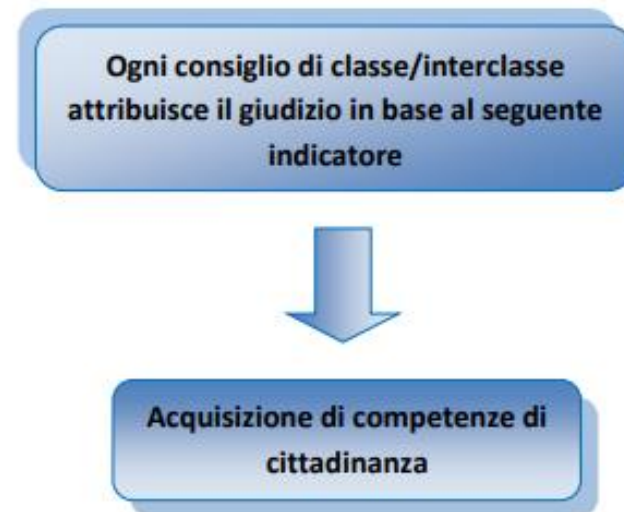 Ogni consiglio di classe/interclasse
attribuisce il giudizio in base al seguente
indicatore
Acquisizione di competenze di
cittadinanza